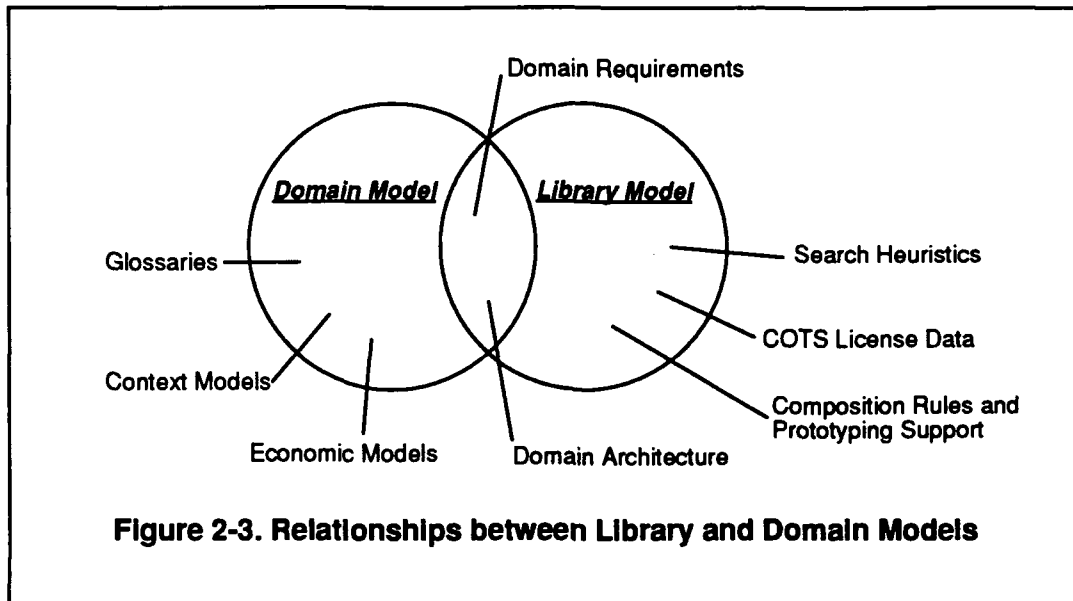 Domain Requirements
Domain Model
Library Model
Glossaries
Search Heuristics
COTS License Data
Context Models
Composition Rules and
Prototyping Support
Economic Models
Domain Architecture
Figure 2-3. Relationships between Library and Domain Models